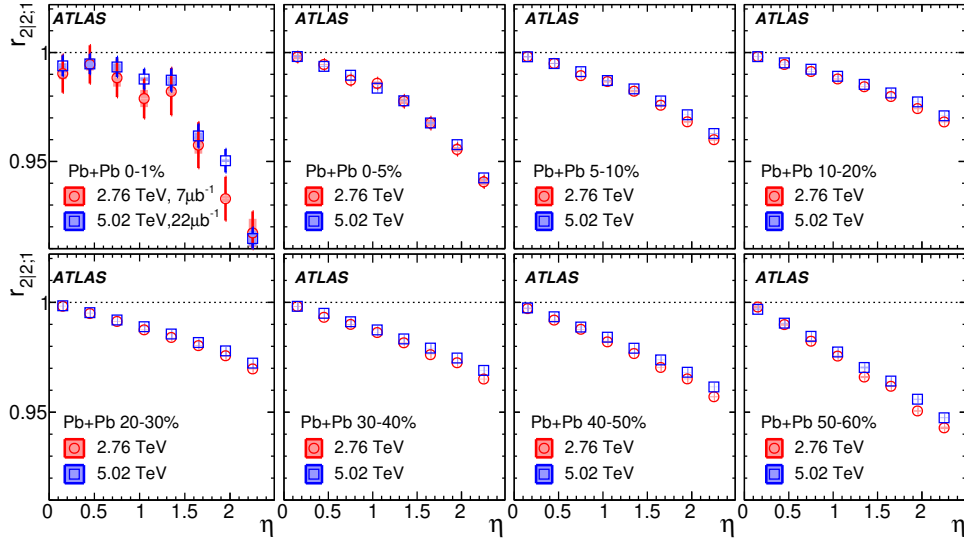 r2|2;1
ATLAS
ATLAS
ATLAS
ATLAS
1
0.95
Pb+Pb 0-1%
2.76 TeV, 7μb-1
5.02 TeV,22μb-1
Pb+Pb 0-5%
2.76 TeV
5.02 TeV
Pb+Pb 5-10%
2.76 TeV
5.02 TeV
Pb+Pb 10-20%
2.76 TeV
5.02 TeV
r2|2;1
ATLAS
ATLAS
ATLAS
ATLAS
1
0.95
Pb+Pb 20-30%
2.76 TeV
5.02 TeV
Pb+Pb 30-40%
2.76 TeV
5.02 TeV
Pb+Pb 40-50%
2.76 TeV
5.02 TeV
Pb+Pb 50-60%
2.76 TeV
5.02 TeV
0 0.5 1 1.5 2 η
0 0.5 1 1.5 2 η
0 0.5 1 1.5 2 η
0 0.5 1 1.5 2 η